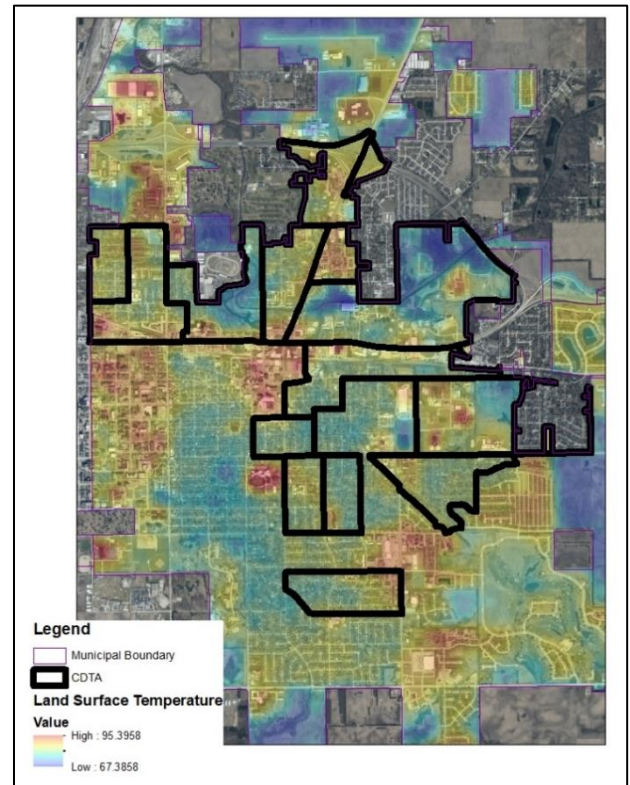 Legend
Municipal Boundary
CDTA
Land Surface Temperature
Value
High : 95.3958
Low : 67.3858